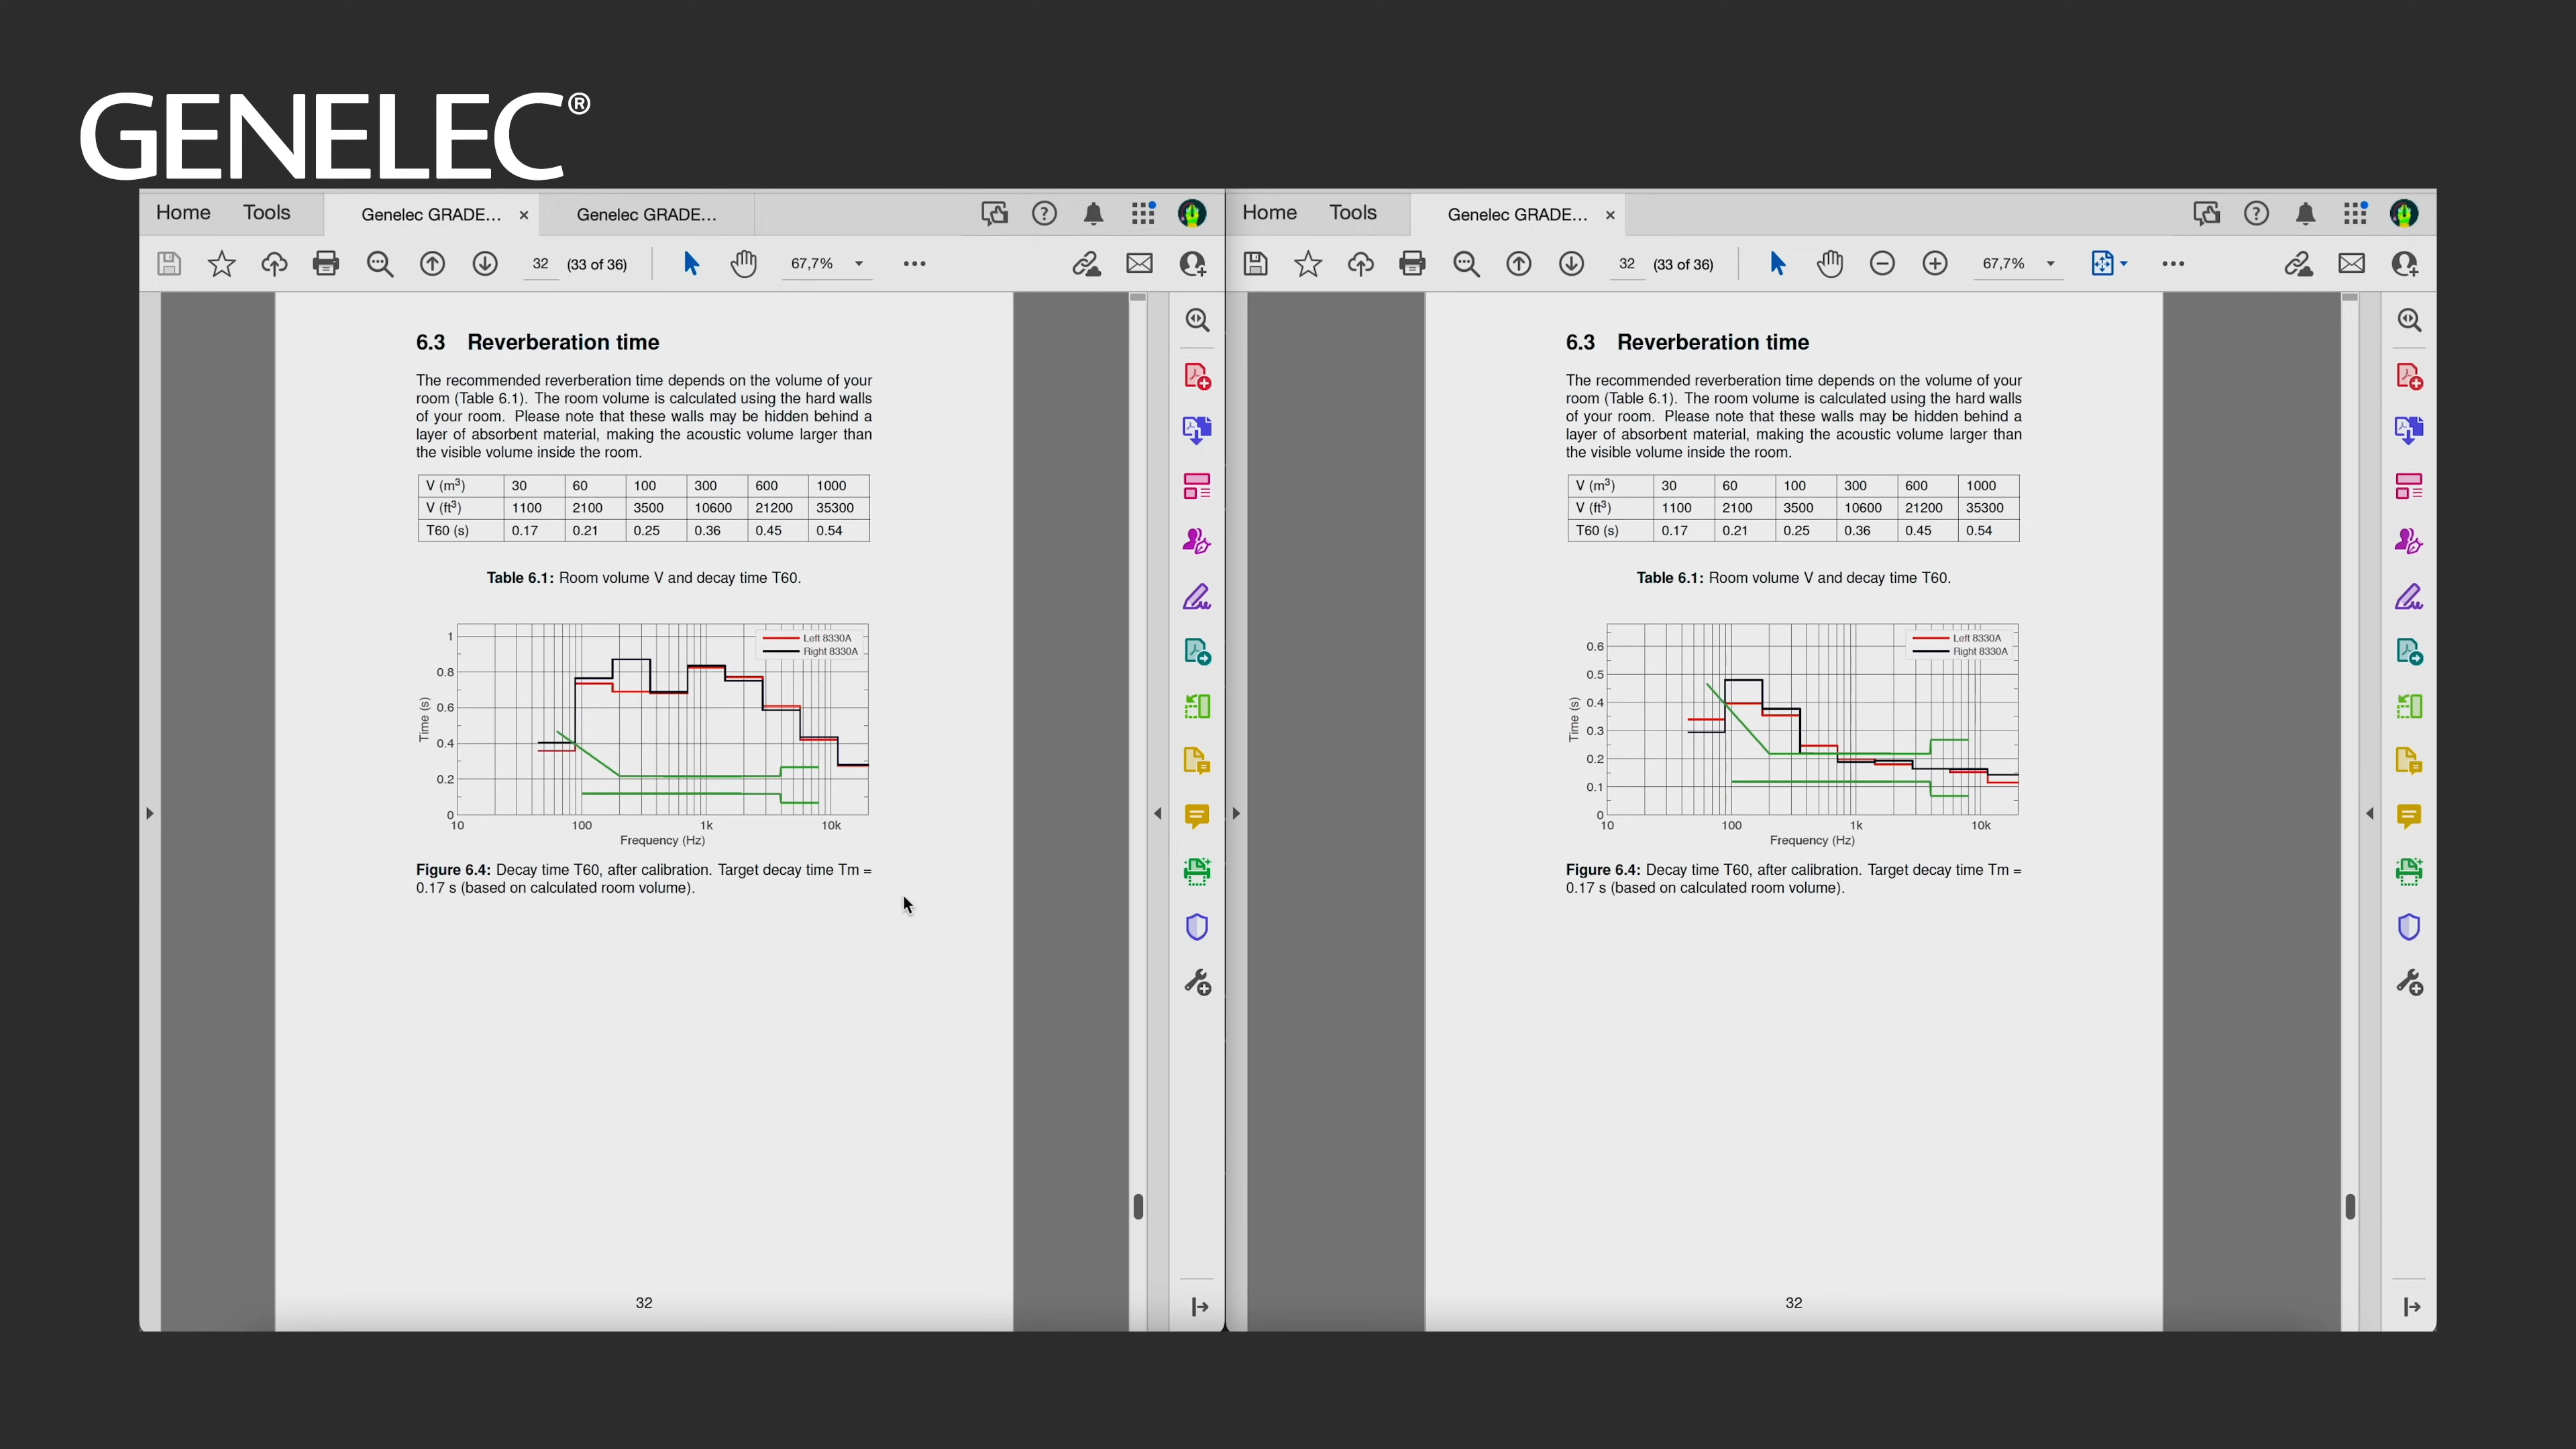 GENELEC®
Home Tools Genelec GRADE... × Genelec GRADE...
32 (33 of 36) 67,7%
6.3 Reverberation time
The recommended reverberation time depends on the volume of your
room (Table 6.1). The room volume is calculated using the hard walls
of your room. Please note that these walls may be hidden behind a
layer of absorbent material, making the acoustic volume larger than
the visible volume inside the room.
V (m³) 30 60 100 300 600 1000
V (ft³) 1100 2100 3500 10600 21200 35300
T60 (s) 0.17 0.21 0.25 0.36 0.45 0.54
Table 6.1: Room volume V and decay time T60.
Left 8330A
Right 8330A
1
0.8
0.6
0.4
0.2
0
Time (s)
10 100 1k 10k
Frequency (Hz)
Figure 6.4: Decay time T60, after calibration. Target decay time Tm =
0.17 s (based on calculated room volume).
32
Home Tools Genelec GRADE... ×
32 (33 of 36) 67,7%
6.3 Reverberation time
The recommended reverberation time depends on the volume of your
room (Table 6.1). The room volume is calculated using the hard walls
of your room. Please note that these walls may be hidden behind a
layer of absorbent material, making the acoustic volume larger than
the visible volume inside the room.
V (m³) 30 60 100 300 600 1000
V (ft³) 1100 2100 3500 10600 21200 35300
T60 (s) 0.17 0.21 0.25 0.36 0.45 0.54
Table 6.1: Room volume V and decay time T60.
Left 8330A
Right 8330A
0.6
0.5
0.4
0.3
0.2
0.1
0
Time (s)
10 100 1k 10k
Frequency (Hz)
Figure 6.4: Decay time T60, after calibration. Target decay time Tm =
0.17 s (based on calculated room volume).
32